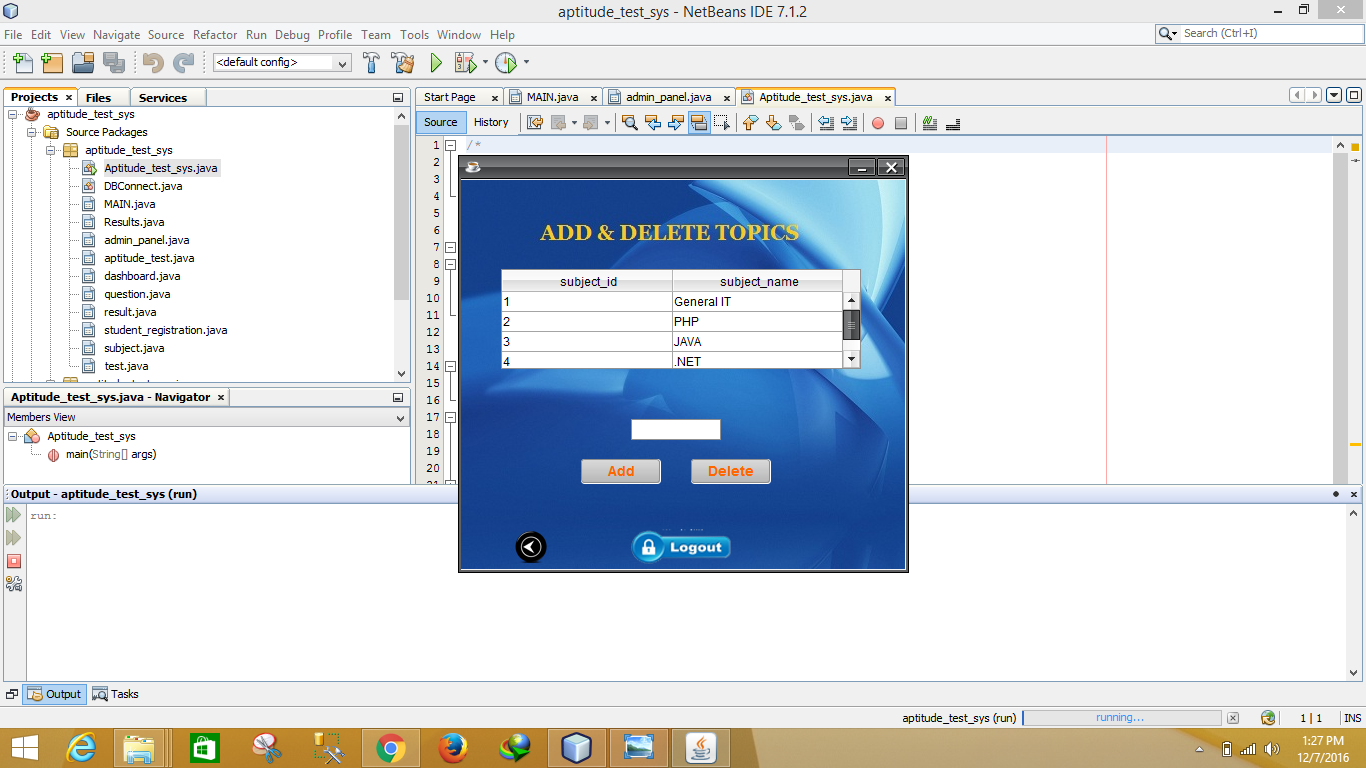 aptitude_test_sys - NetBeans IDE 7.1.2
File Edit View Navigate Source Refactor Run Debug Profile Team Tools Window Help
Search (Ctrl+I)
<default config>
Projects Files Services
Start Page MAIN.java admin_panel.java Aptitude_test_sys.java
Source History
aptitude_test_sys
Source Packages
aptitude_test_sys
Aptitude_test_sys.java
DBConnect.java
MAIN.java
Results.java
admin_panel.java
aptitude_test.java
dashboard.java
question.java
result.java
student_registration.java
subject.java
test.java
1 /*
2
3
4
5
6
7
8
9
10
11
12
13
14
15
16
17
18
19
20
21
ADD & DELETE TOPICS
subject_id subject_name
1 General IT
2 PHP
3 JAVA
4 .NET
Add Delete
Logout
Aptitude_test_sys.java - Navigator
Members View
Aptitude_test_sys
main(String[] args)
Output - aptitude_test_sys (run)
run:
Output Tasks
aptitude_test_sys (run) running... 1 | 1 INS
1:27 PM
12/7/2016